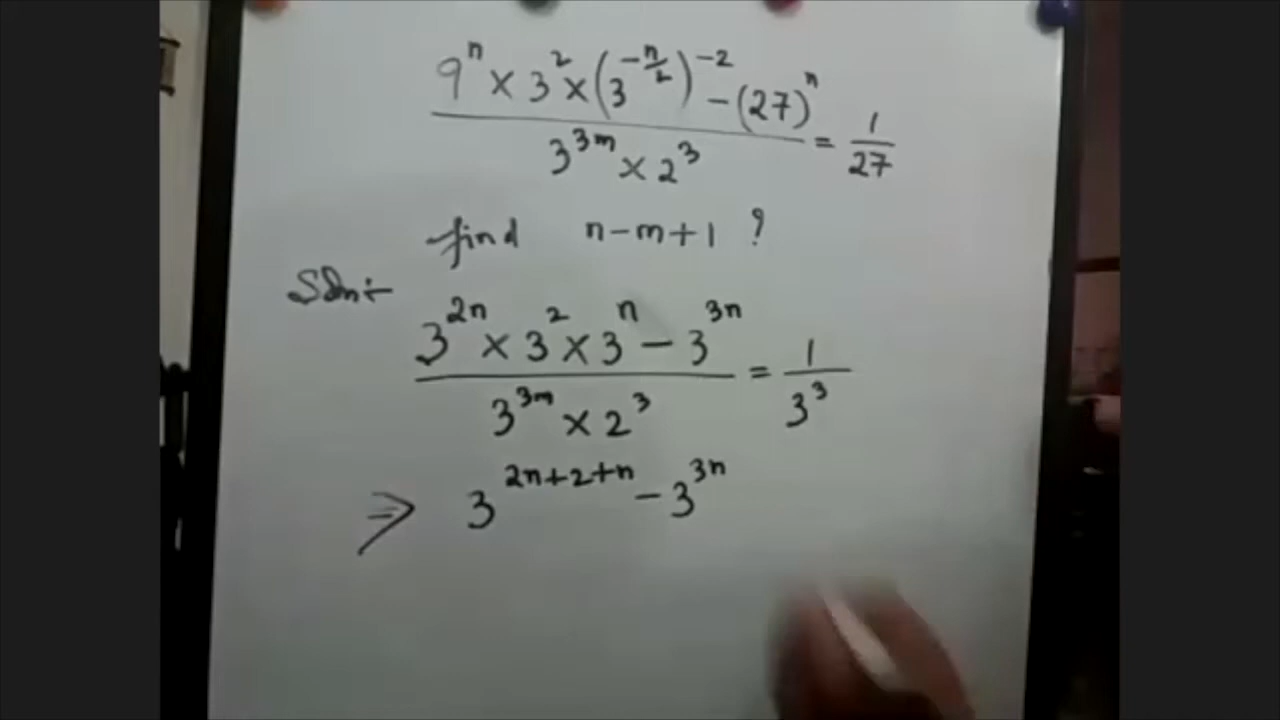 9^n × 3^2 × (3^{-n/2})^{-2} - (27)^n
3^{3m} × 2^3 = 1/27
find n - m + 1 ?
Soln:-
3^{2n} × 3^2 × 3^n - 3^{3n}
3^{3m} × 2^3 = 1/3^3
⇒ 3^{2n+2+n} - 3^{3n}